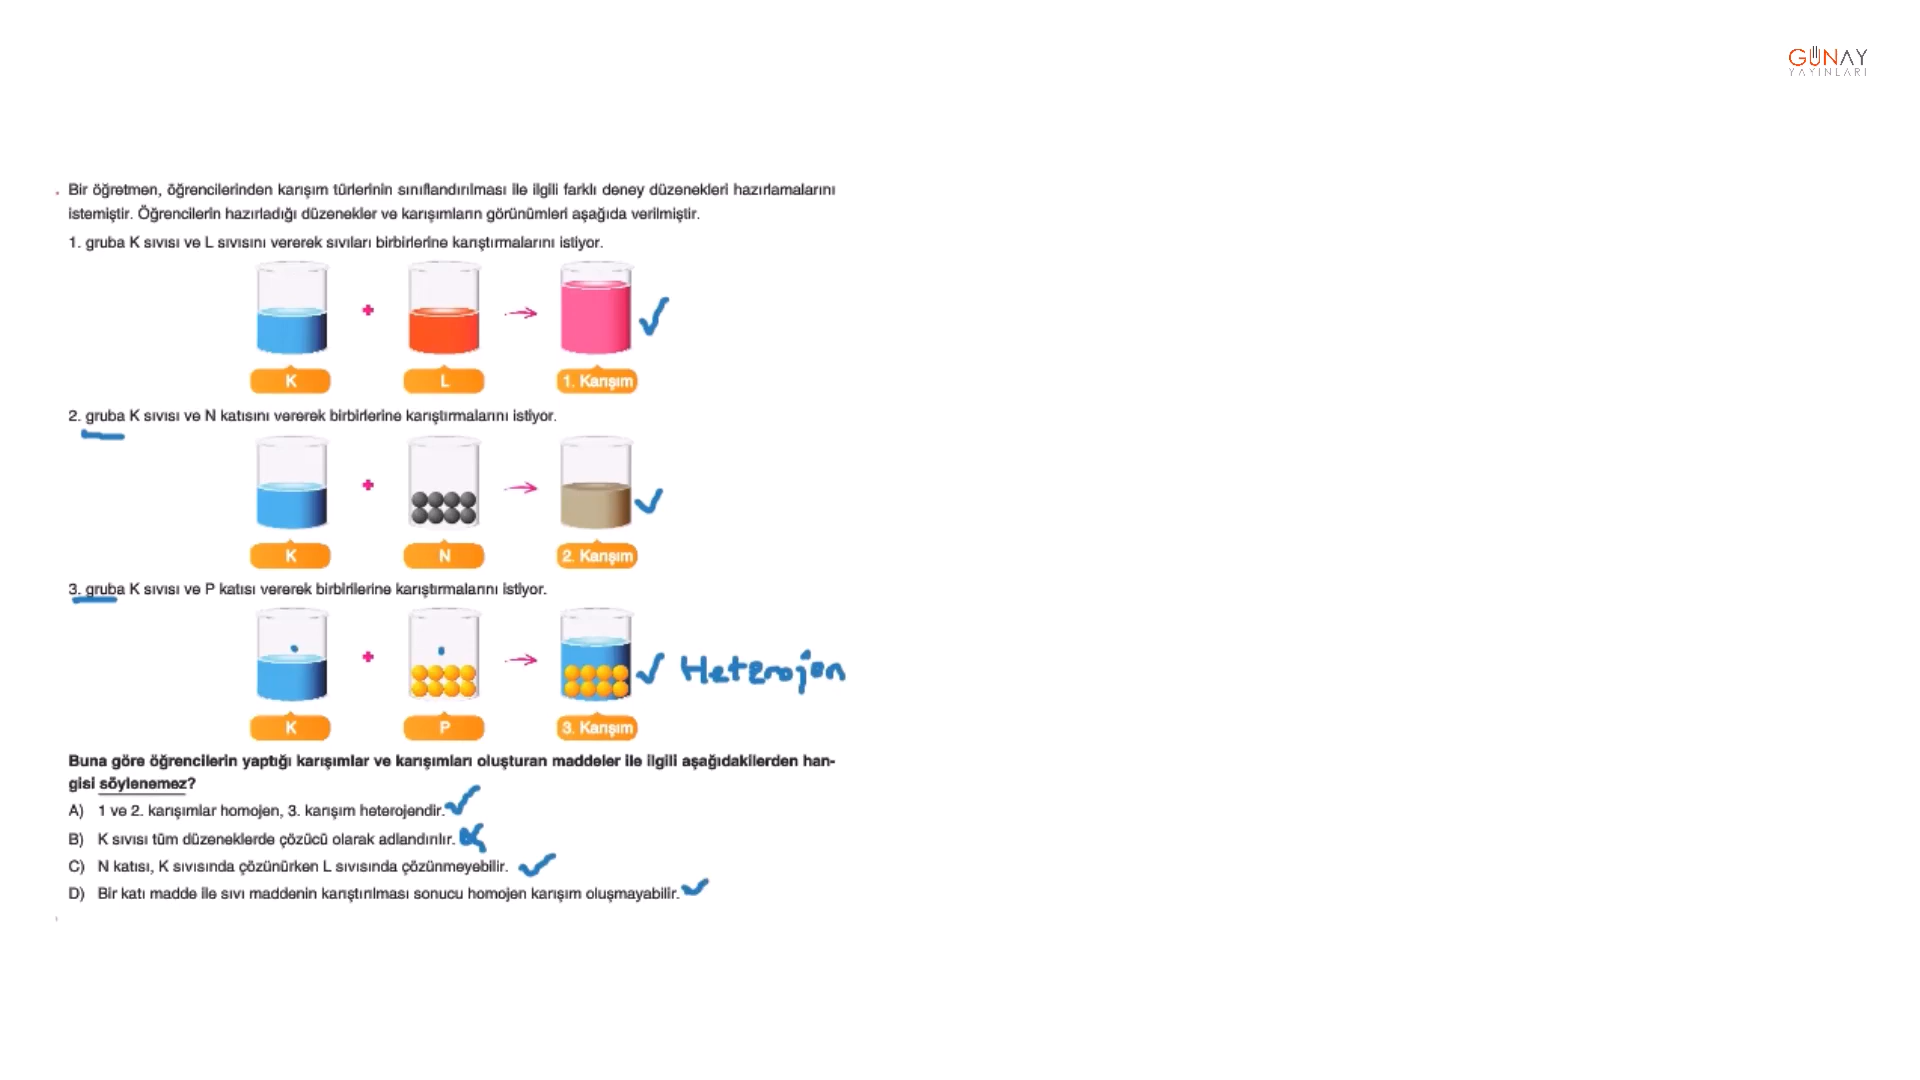 GÜNAY
YAYINLARI
Bir öğretmen, öğrencilerinden karışım türlerinin sınıflandırılması ile ilgili farklı deney düzenekleri hazırlamalarını
istemiştir. Öğrencilerin hazırladığı düzenekler ve karışımların görünümleri aşağıda verilmiştir.
1. gruba K sıvısı ve L sıvısını vererek sıvıları birbirlerine karıştırmalarını istiyor.
K + L → 1. Karışım
2. gruba K sıvısı ve N katısını vererek birbirlerine karıştırmalarını istiyor.
K + N → 2. Karışım
3. gruba K sıvısı ve P katısı vererek birbirilerine karıştırmalarını istiyor.
Heterojen
K + P → 3. Karışım
Buna göre öğrencilerin yaptığı karışımlar ve karışımları oluşturan maddeler ile ilgili aşağıdakilerden han-
gisi söylenemez?
A) 1 ve 2. karışımlar homojen, 3. karışım heterojendir.
B) K sıvısı tüm düzeneklerde çözücü olarak adlandırılır.
C) N katısı, K sıvısında çözünürken L sıvısında çözünmeyebilir.
D) Bir katı madde ile sıvı maddenin karıştırılması sonucu homojen karışım oluşmayabilir.